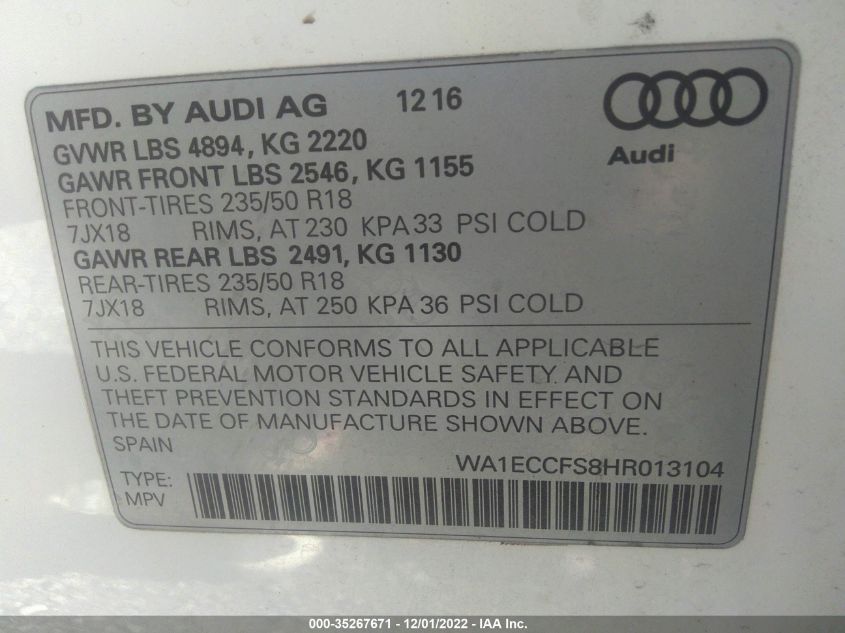 MFD. BY AUDI AG 12 16
Audi
GVWR LBS 4894, KG 2220
GAWR FRONT LBS 2546, KG 1155
FRONT-TIRES 235/50 R18
7JX18 RIMS, AT 230 KPA 33 PSI COLD
GAWR REAR LBS 2491, KG 1130
REAR-TIRES 235/50 R18
7JX18 RIMS, AT 250 KPA 36 PSI COLD
THIS VEHICLE CONFORMS TO ALL APPLICABLE
U.S. FEDERAL MOTOR VEHICLE SAFETY. AND
THEFT PREVENTION STANDARDS IN EFFECT ON
THE DATE OF MANUFACTURE SHOWN ABOVE.
SPAIN
WA1ECCFS8HR013104
TYPE:
MPV
000-35267671 - 12/01/2022 - IAA Inc.